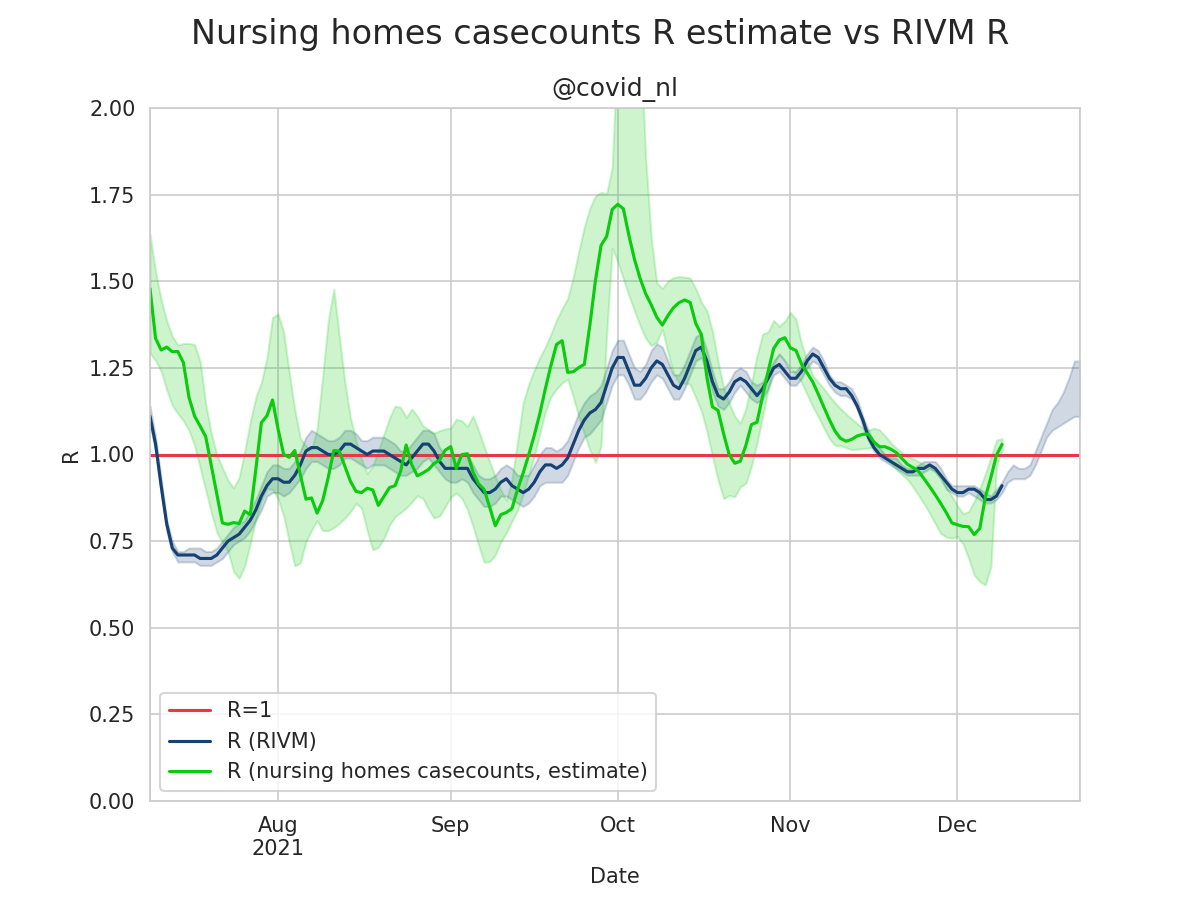 Nursing homes casecounts R estimate vs RIVM R
@covid_nl
2.00
1.75
1.50
1.25
1.00
0.75
0.50
0.25
0.00
R
R=1
R (RIVM)
R (nursing homes casecounts, estimate)
Aug Sep Oct Nov Dec
2021
Date